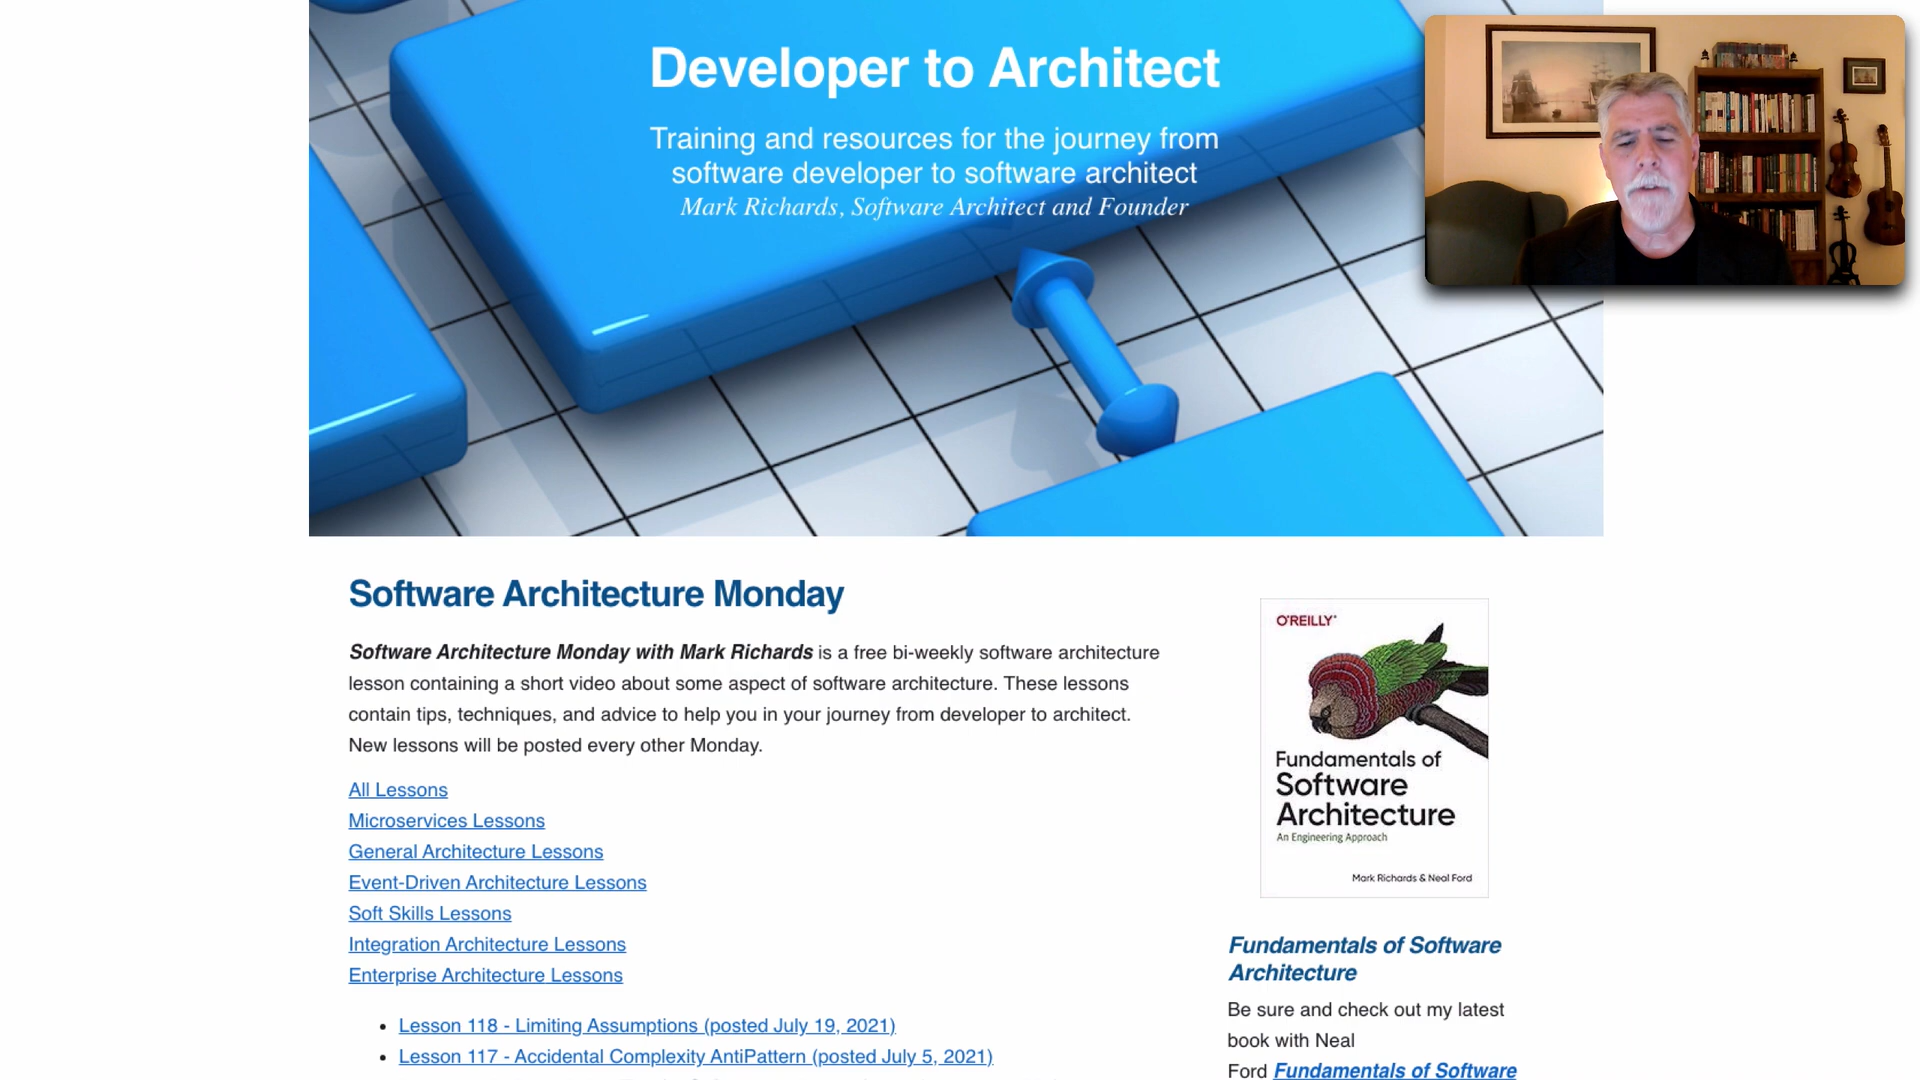 Developer to Architect
Training and resources for the journey from
software developer to software architect
Mark Richards, Software Architect and Founder
Software Architecture Monday
Software Architecture Monday with Mark Richards is a free bi-weekly software architecture
lesson containing a short video about some aspect of software architecture. These lessons
contain tips, techniques, and advice to help you in your journey from developer to architect.
New lessons will be posted every other Monday.
All Lessons
Microservices Lessons
General Architecture Lessons
Event-Driven Architecture Lessons
Soft Skills Lessons
Integration Architecture Lessons
Enterprise Architecture Lessons
Lesson 118 - Limiting Assumptions (posted July 19, 2021)
Lesson 117 - Accidental Complexity AntiPattern (posted July 5, 2021)
O'REILLY®
Fundamentals of
Software
Architecture
An Engineering Approach
Mark Richards & Neal Ford
Fundamentals of Software
Architecture
Be sure and check out my latest
book with Neal
Ford Fundamentals of Software